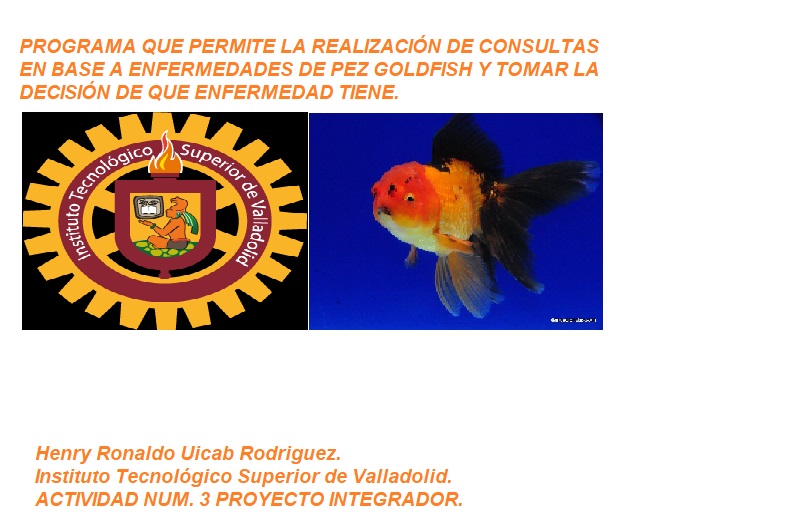 PROGRAMA QUE PERMITE LA REALIZACIÓN DE CONSULTAS
EN BASE A ENFERMEDADES DE PEZ GOLDFISH Y TOMAR LA
DECISIÓN DE QUE ENFERMEDAD TIENE.
Instituto Tecnológico Superior de Valladolid
Henry Ronaldo Uicab Rodriguez.
Instituto Tecnológico Superior de Valladolid.
ACTIVIDAD NUM. 3 PROYECTO INTEGRADOR.